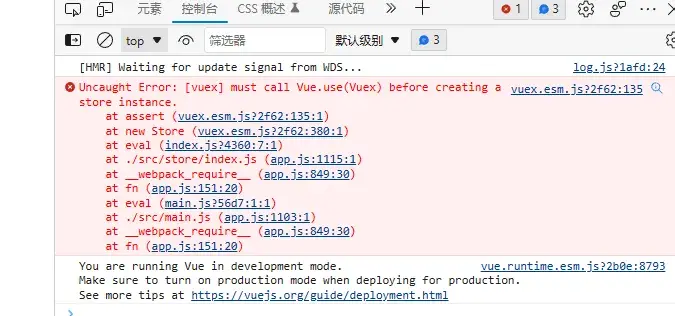 元素 控制台 CSS 概述 源代码 1 3
top 筛选器 默认级别 3
[HMR] Waiting for update signal from WDS... log.js?1afd:24
Uncaught Error: [vuex] must call Vue.use(Vuex) before creating a vuex.esm.js?2f62:135
store instance.
at assert (vuex.esm.js?2f62:135:1)
at new Store (vuex.esm.js?2f62:380:1)
at eval (index.js?4360:7:1)
at ./src/store/index.js (app.js:1115:1)
at __webpack_require__ (app.js:849:30)
at fn (app.js:151:20)
at eval (main.js?56d7:1:1)
at ./src/main.js (app.js:1103:1)
at __webpack_require__ (app.js:849:30)
at fn (app.js:151:20)
You are running Vue in development mode. vue.runtime.esm.js?2b0e:8793
Make sure to turn on production mode when deploying for production.
See more tips at https://vuejs.org/guide/deployment.html